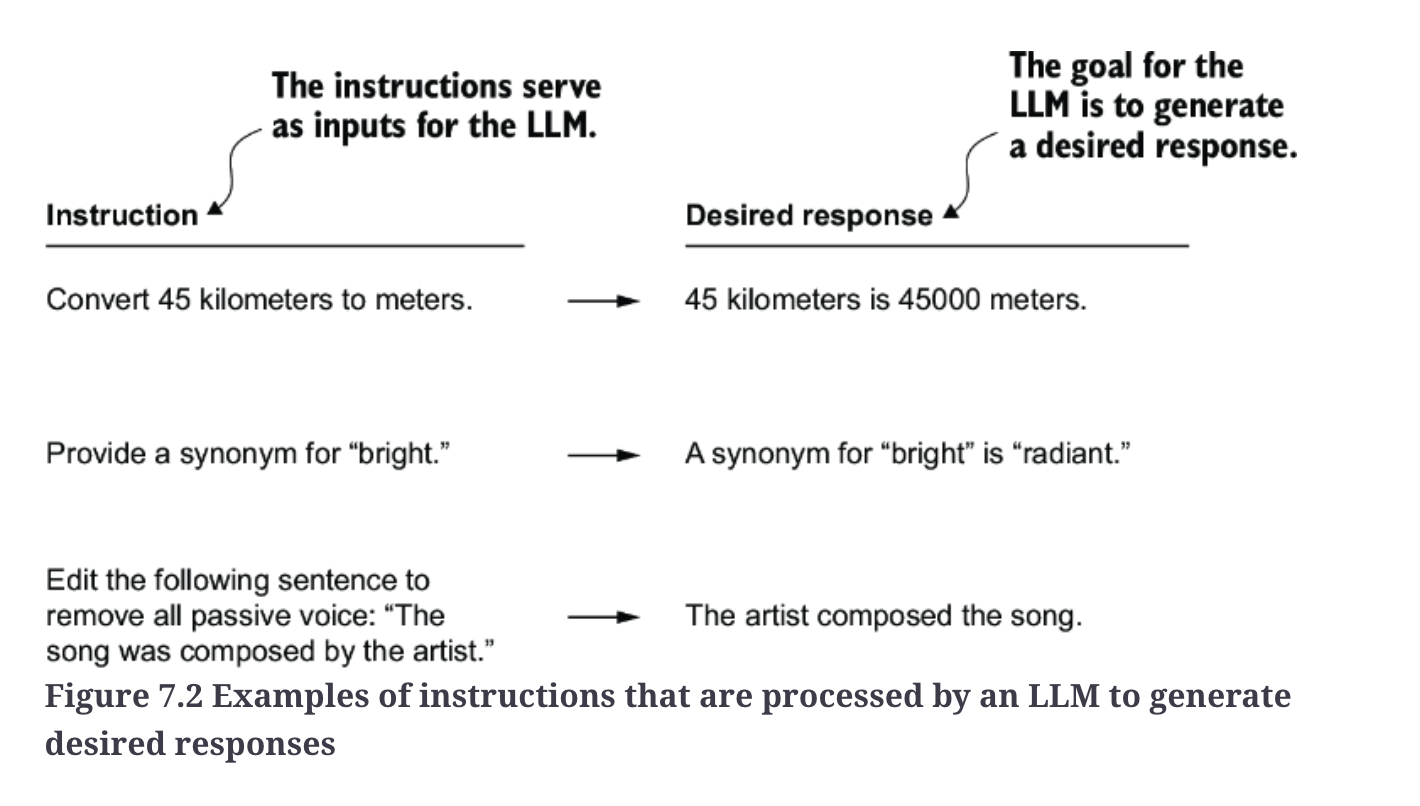 The instructions serve
as inputs for the LLM.
The goal for the
LLM is to generate
a desired response.
Instruction
Desired response
Convert 45 kilometers to meters.
45 kilometers is 45000 meters.
Provide a synonym for “bright.”
A synonym for “bright” is “radiant.”
Edit the following sentence to
remove all passive voice: “The
song was composed by the artist.”
The artist composed the song.
Figure 7.2 Examples of instructions that are processed by an LLM to generate
desired responses